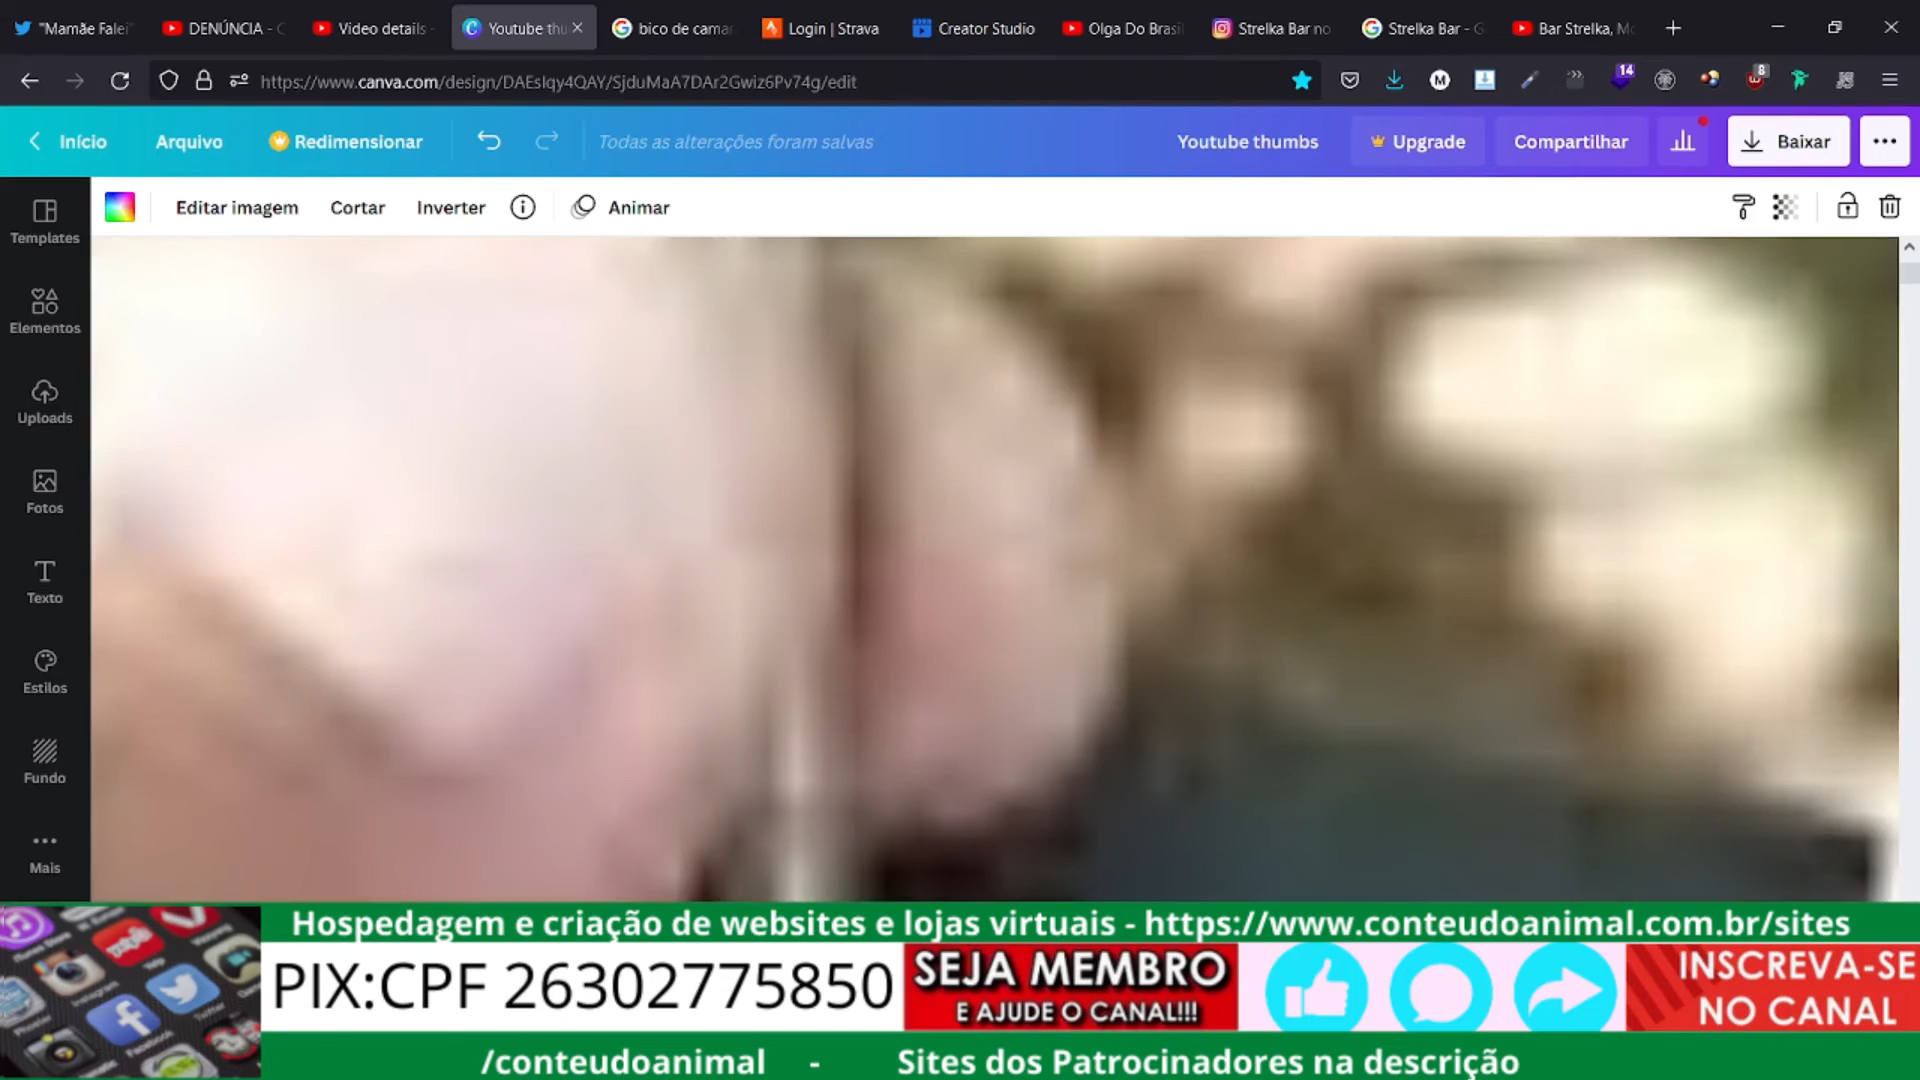 "Mamãe Falei"
DENÚNCIA - C
Video details -
Youtube thu
bico de camar
Login | Strava
Creator Studio
Olga Do Brasil
Strelka Bar no
Strelka Bar - G
Bar Strelka, Mo
https://www.canva.com/design/DAEslqy4QAY/SjduMaA7DAr2Gwiz6Pv74g/edit
14
8
Início
Arquivo
Redimensionar
Todas as alterações foram salvas
Youtube thumbs
Upgrade
Compartilhar
Baixar
Editar imagem
Cortar
Inverter
Animar
Templates
Elementos
Uploads
Fotos
Texto
Estilos
Fundo
Mais
Hospedagem e criação de websites e lojas virtuais - https://www.conteudoanimal.com.br/sites
PIX:CPF 26302775850
SEJA MEMBRO
E AJUDE O CANAL!!!
INSCREVA-SE
NO CANAL
/conteudoanimal - Sites dos Patrocinadores na descrição